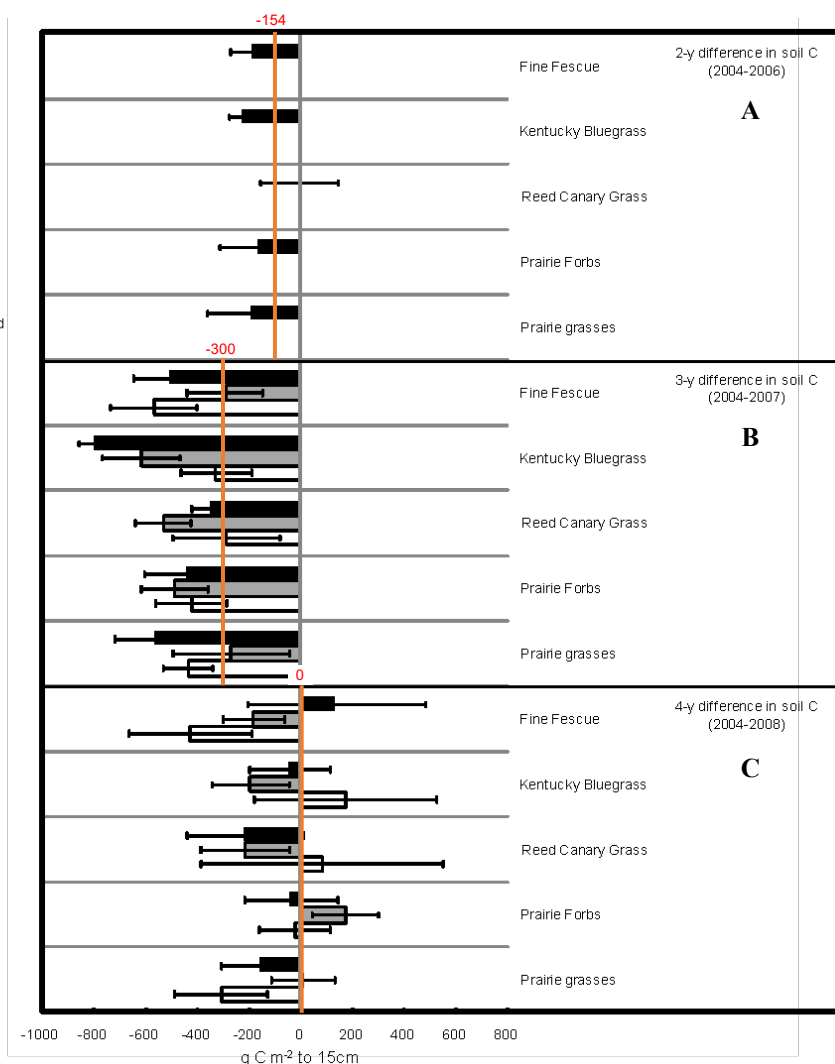 -154
Fine Fescue
2-y difference in soil C
(2004-2006)
A
Kentucky Bluegrass
Reed Canary Grass
Prairie Forbs
d
Prairie grasses
-300
Fine Fescue
3-y difference in soil C
(2004-2007)
B
Kentucky Bluegrass
Reed Canary Grass
Prairie Forbs
Prairie grasses
0
Fine Fescue
4-y difference in soil C
(2004-2008)
C
Kentucky Bluegrass
Reed Canary Grass
Prairie Forbs
Prairie grasses
-1000 -800 -600 -400 -200 0 200 400 600 800
g C m-2 to 15cm